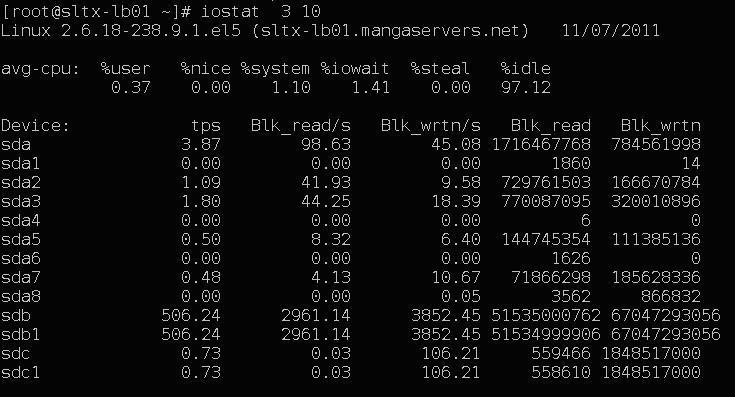 [root@sltx-lb01 ~]# iostat  3 10
Linux 2.6.18-238.9.1.el5 (sltx-lb01.mangaservers.net)   11/07/2011
avg-cpu:  %user   %nice %system %iowait  %steal   %idle
0.37    0.00    1.10    1.41    0.00   97.12
Device:            tps   Blk_read/s   Blk_wrtn/s   Blk_read   Blk_wrtn
sda               3.87        98.63        45.08 1716467768  784561998
sda1              0.00         0.00         0.00       1860         14
sda2              1.09        41.93         9.58  729761503  166670784
sda3              1.80        44.25        18.39  770087095  320010896
sda4              0.00         0.00         0.00          6          0
sda5              0.50         8.32         6.40  144745354  111385136
sda6              0.00         0.00         0.00       1626          0
sda7              0.48         4.13        10.67   71866298  185628336
sda8              0.00         0.00         0.05       3562     866832
sdb             506.24      2961.14      3852.45 51535000762 67047293056
sdb1            506.24      2961.14      3852.45 51534999906 67047293056
sdc               0.73         0.03       106.21     559466 1848517000
sdc1              0.73         0.03       106.21     558610 1848517000